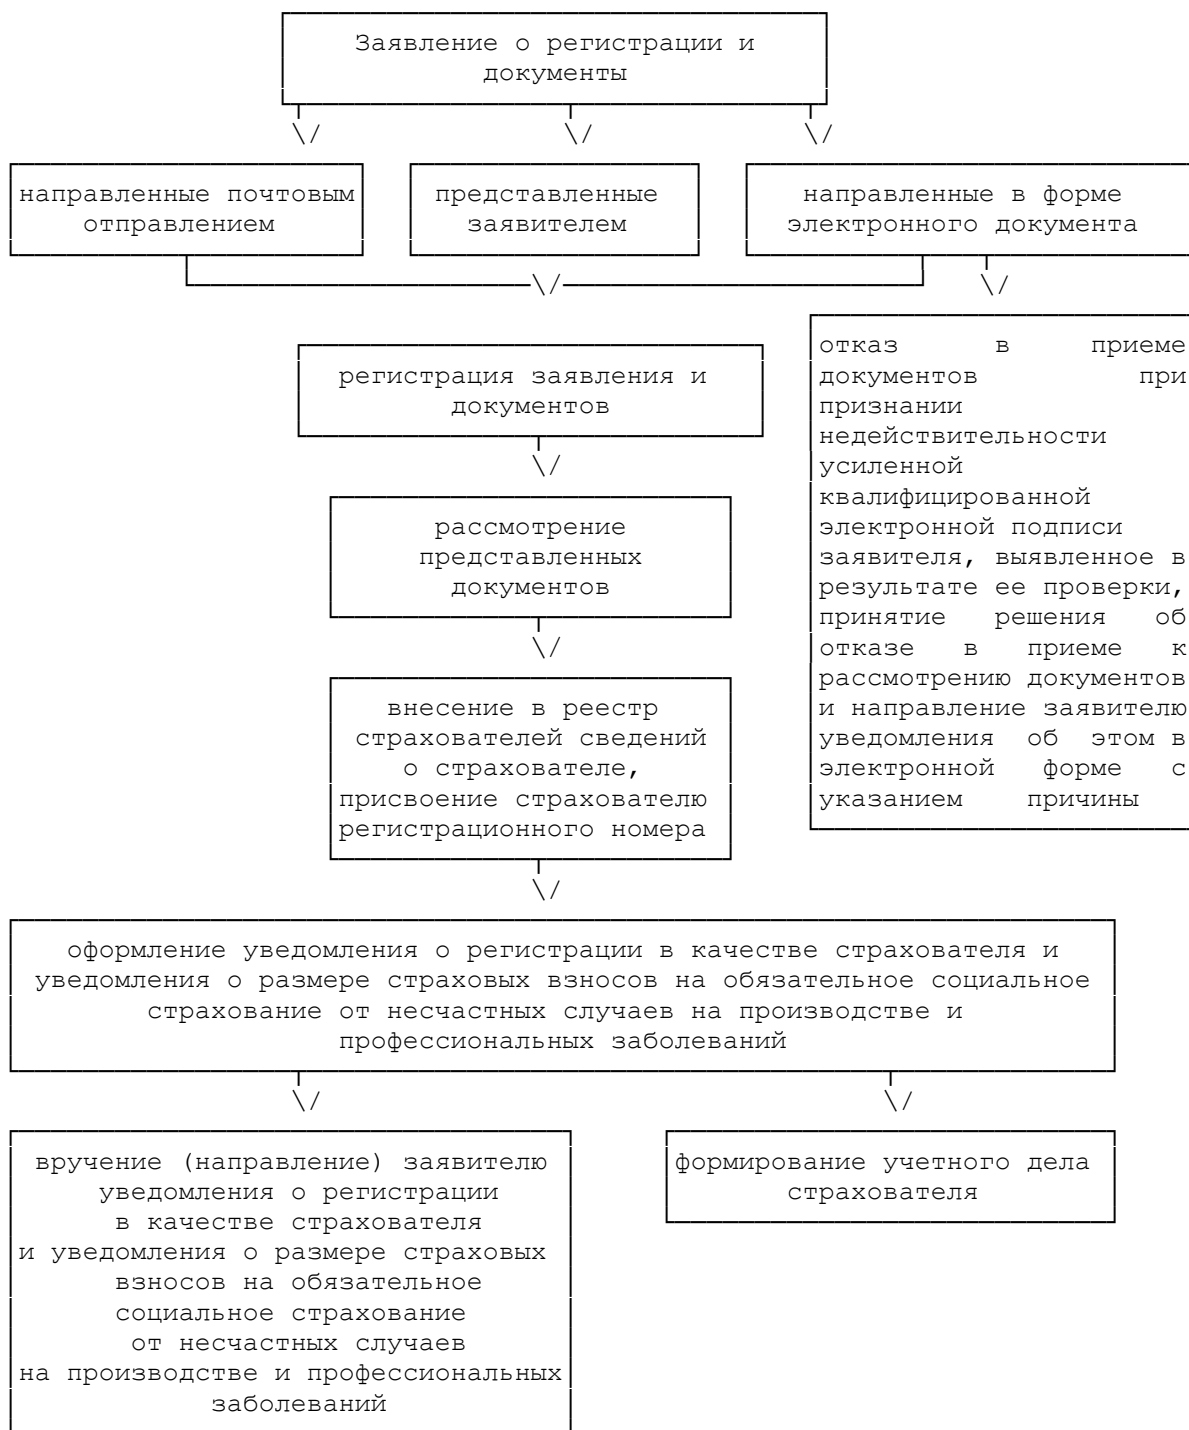 Заявление о регистрации и
документы
\/ \/ \/
направленные почтовым
отправлением
представленные
заявителем
направленные в форме
электронного документа
\/ \/
регистрация заявления и
документов
\/
рассмотрение
представленных
документов
\/
внесение в реестр
страхователей сведений
о страхователе,
присвоение страхователю
регистрационного номера
\/
отказ в приеме
документов при
признании
недействительности
усиленной
квалифицированной
электронной подписи
заявителя, выявленное в
результате ее проверки,
принятие решения об
отказе в приеме к
рассмотрению документов
и направление заявителю
уведомления об этом в
электронной форме с
указанием причины
оформление уведомления о регистрации в качестве страхователя и
уведомления о размере страховых взносов на обязательное социальное
страхование от несчастных случаев на производстве и
профессиональных заболеваний
\/ \/
вручение (направление) заявителю
уведомления о регистрации
в качестве страхователя
и уведомления о размере страховых
взносов на обязательное
социальное страхование
от несчастных случаев
на производстве и профессиональных
заболеваний
формирование учетного дела
страхователя